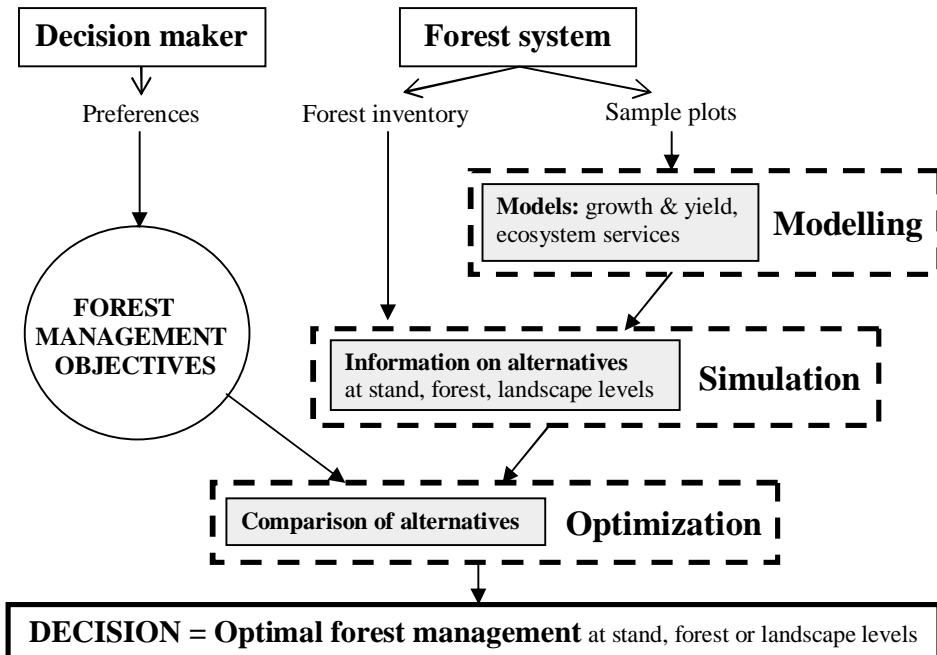 Decision maker
Forest system
Preferences
Forest inventory
Sample plots
Models: growth & yield,
ecosystem services
Modelling
FOREST
MANAGEMENT
OBJECTIVES
Information on alternatives
at stand, forest, landscape levels
Simulation
Comparison of alternatives
Optimization
DECISION = Optimal forest management at stand, forest or landscape levels